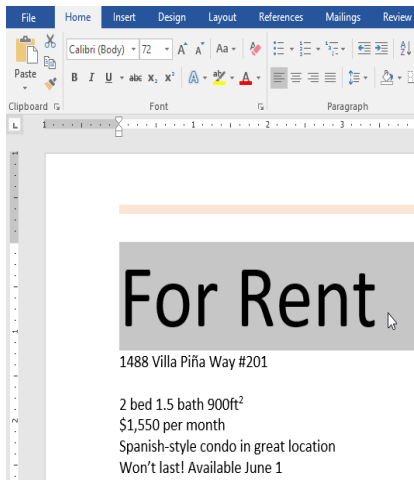 File Home Insert Design Layout References Mailings Review
Calibri (Body) 72 A A Aa A
Paste B I U abc X₂ X² A aby A
Clipboard Font Paragraph
L 1 1 2 3
For Rent
1488 Villa Piña Way #201
2 bed 1.5 bath 900ft²
$1,550 per month
Spanish-style condo in great location
Won't last! Available June 1